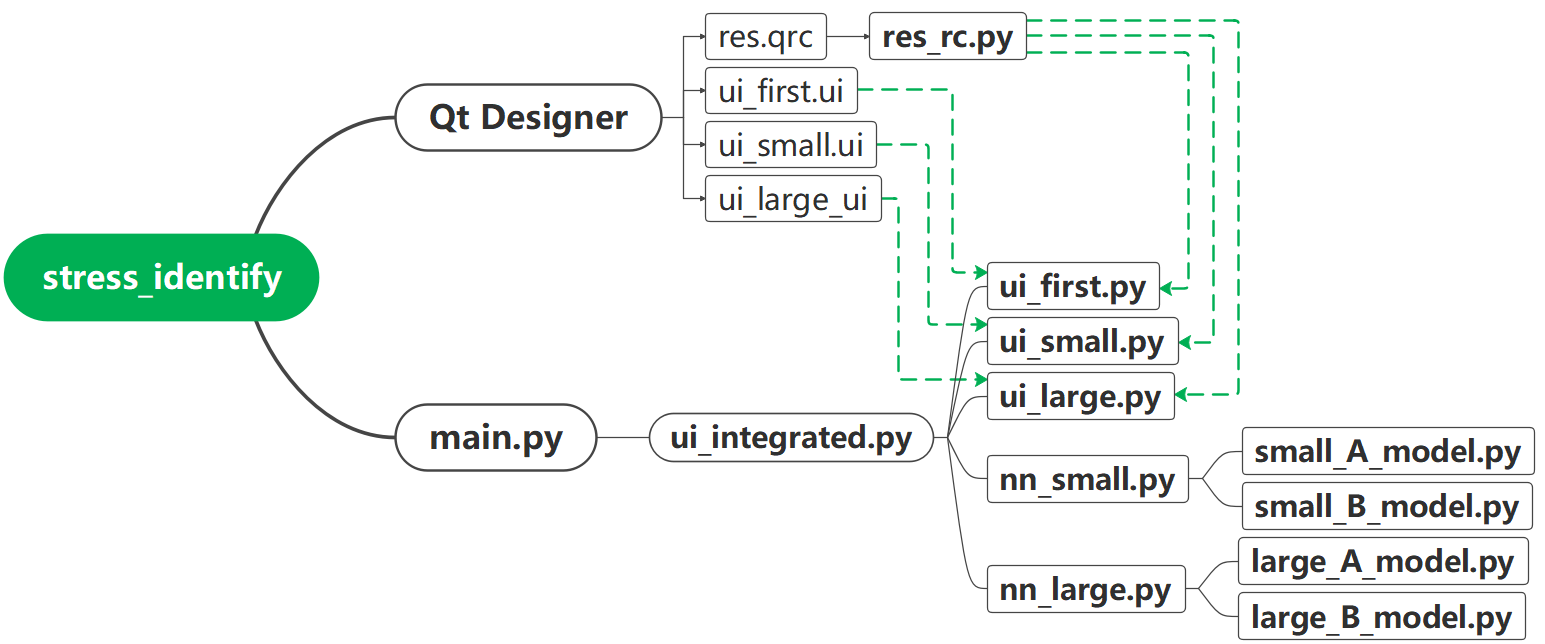 res.qrc
res_rc.py
ui_first.ui
Qt Designer
ui_small.ui
ui_large_ui
stress_identify
ui_first.py
ui_small.py
ui_large.py
main.py
ui_integrated.py
nn_small.py
small_A_model.py
small_B_model.py
nn_large.py
large_A_model.py
large_B_model.py